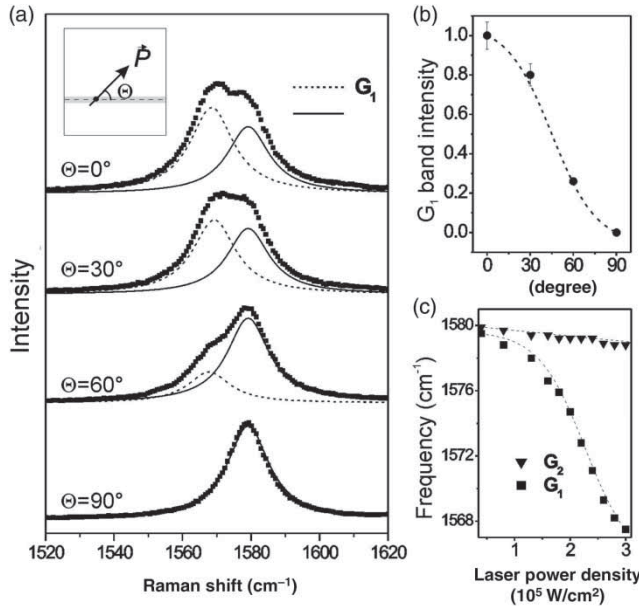 (a)
P
Θ
G₁
Θ=0°
Θ=30°
Θ=60°
Θ=90°
Intensity
1520 1540 1560 1580 1600 1620
Raman shift (cm⁻¹)
(b)
G₁ band intensity
1.0
0.8
0.6
0.4
0.2
0.0
0 30 60 90
(degree)
(c)
Frequency (cm⁻¹)
1580
1576
1572
1568
G₂
G₁
1 2 3
Laser power density
(10⁵ W/cm²)